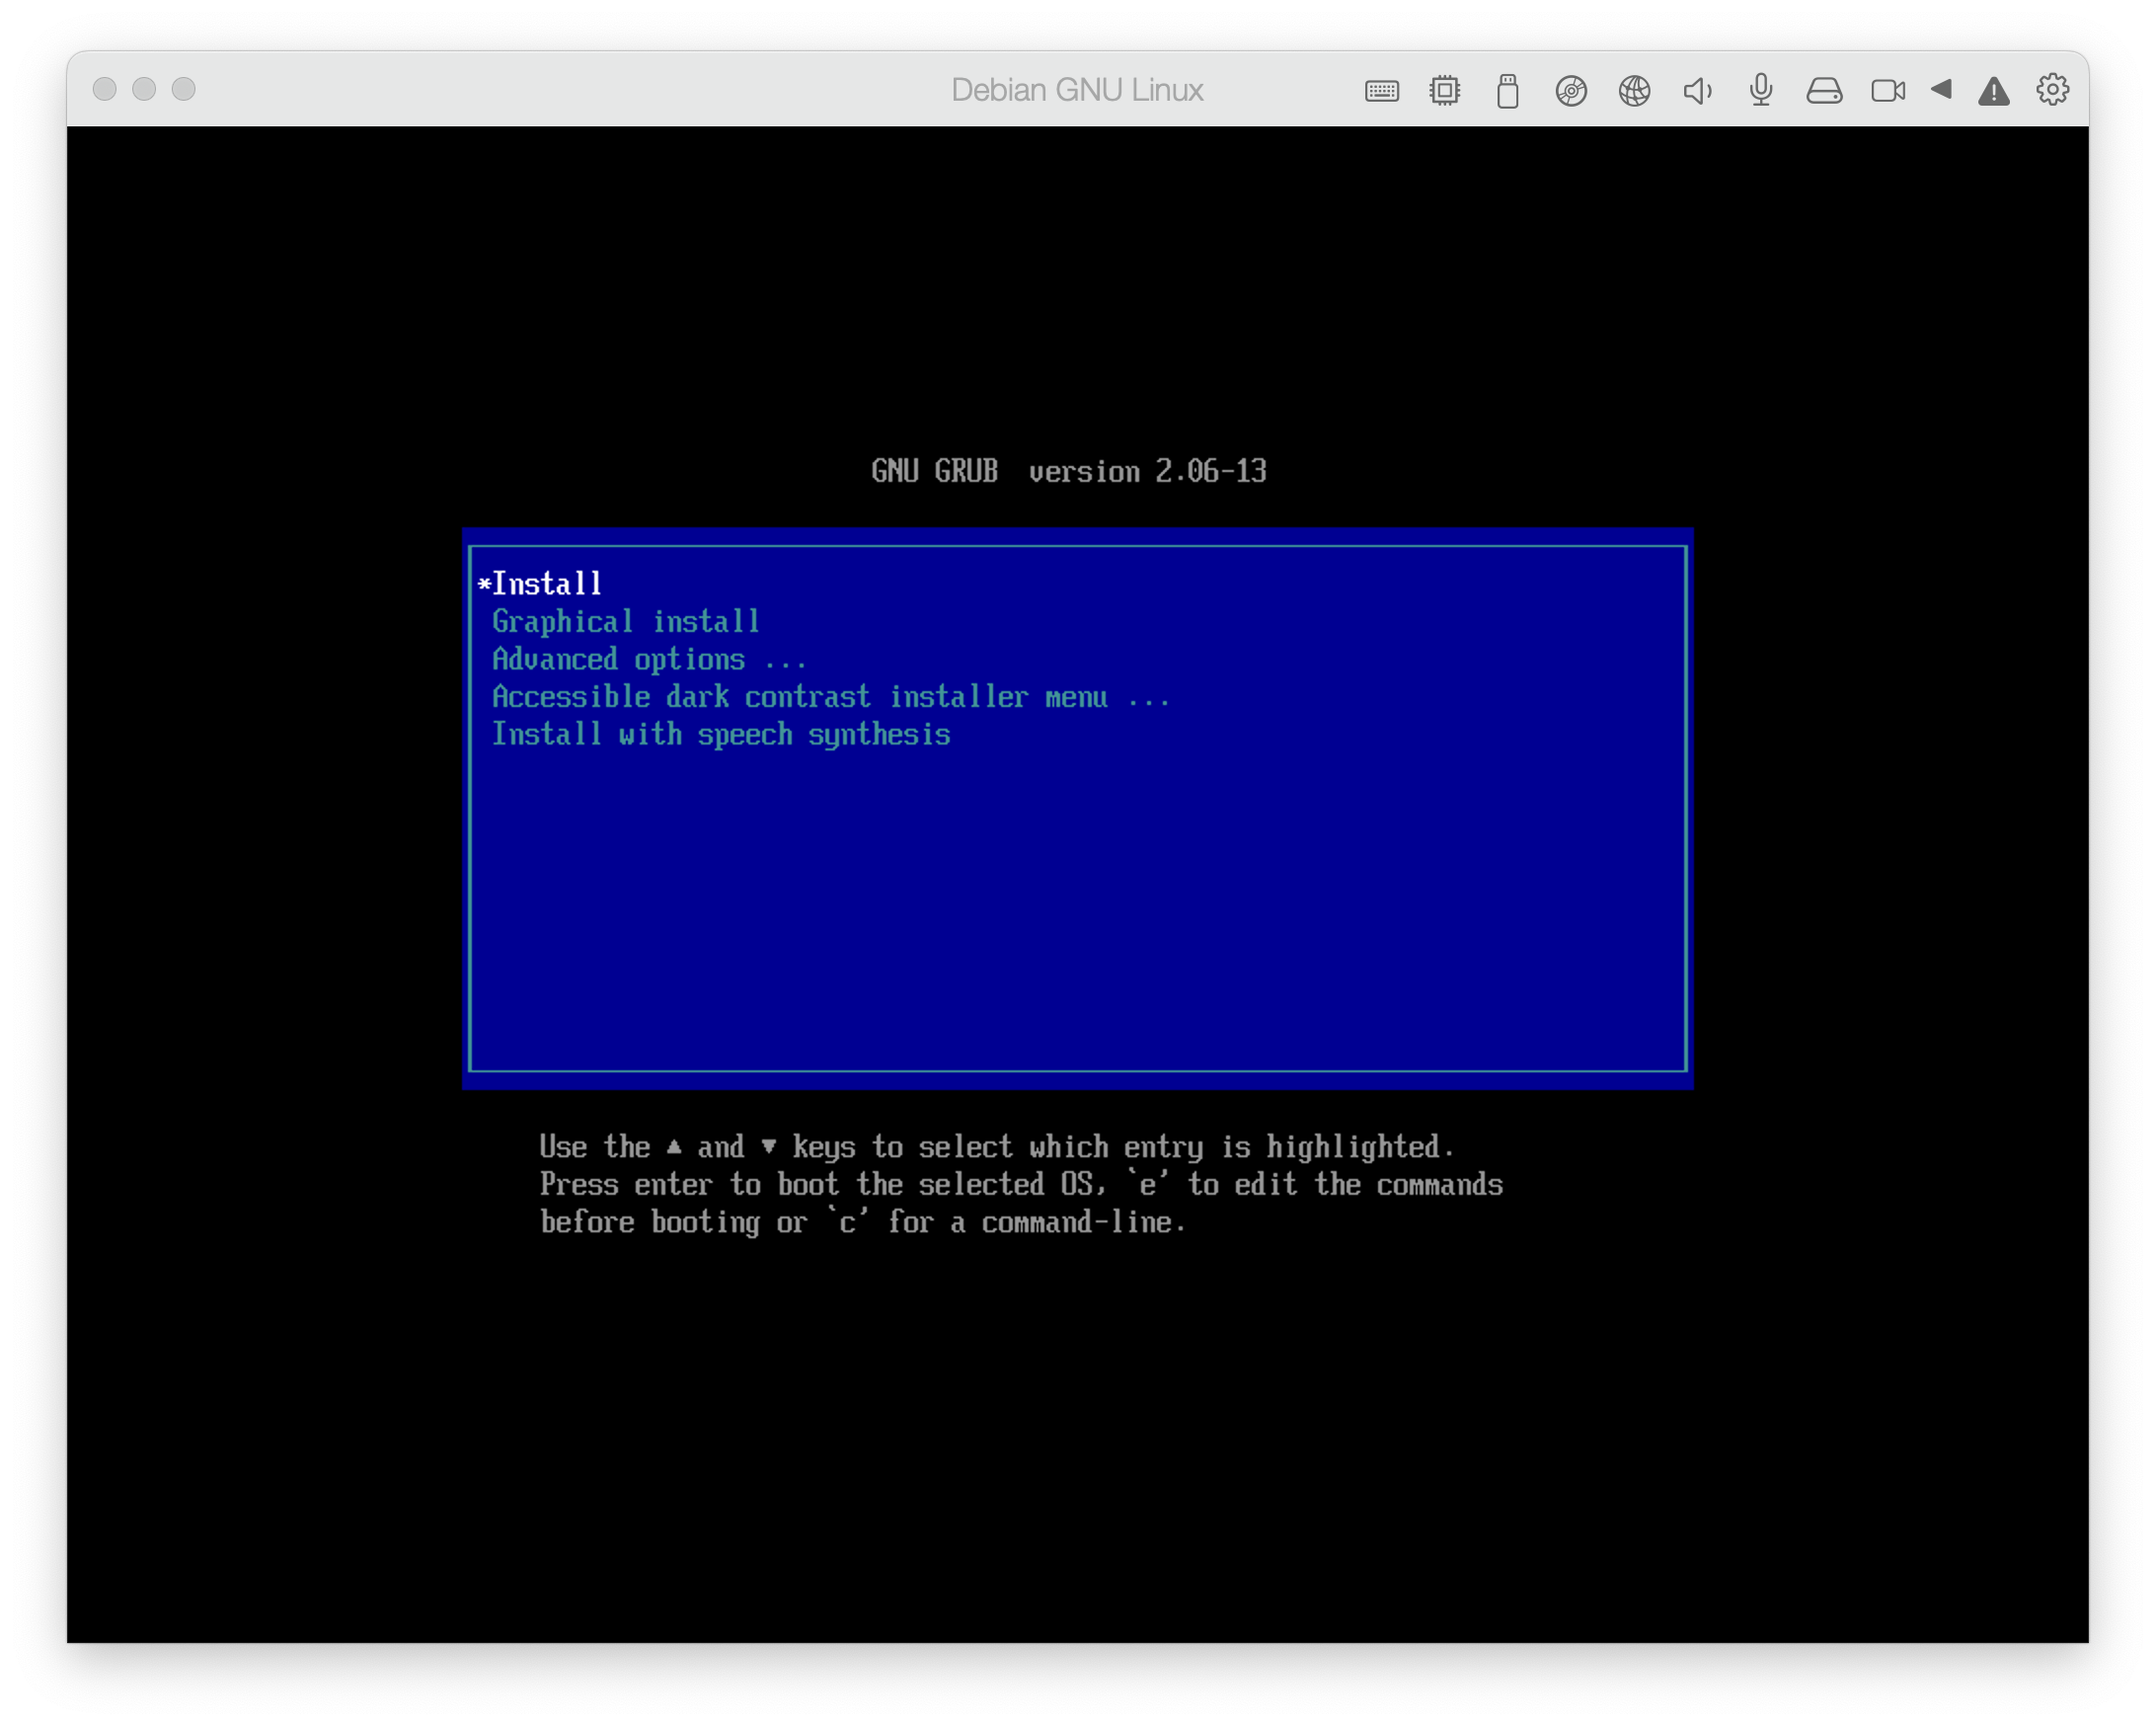 Debian GNU Linux
GNU GRUB  version 2.06-13
*Install
Graphical install
Advanced options ...
Accessible dark contrast installer menu ...
Install with speech synthesis
Use the ▲ and ▼ keys to select which entry is highlighted.
Press enter to boot the selected OS, `e' to edit the commands
before booting or `c' for a command-line.